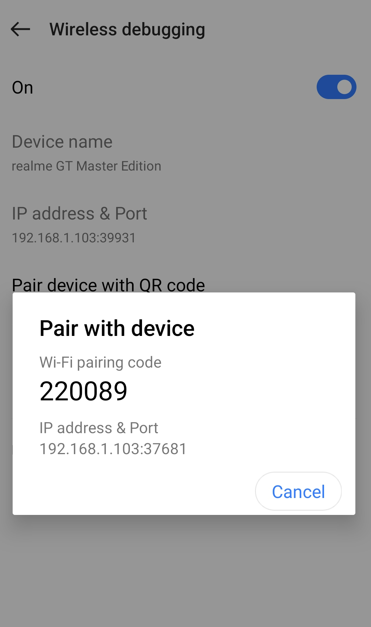 Wireless debugging
On
Device name
realme GT Master Edition
IP address & Port
192.168.1.103:39931
Pair device with QR code
Pair with device
Wi-Fi pairing code
220089
IP address & Port
192.168.1.103:37681
Cancel